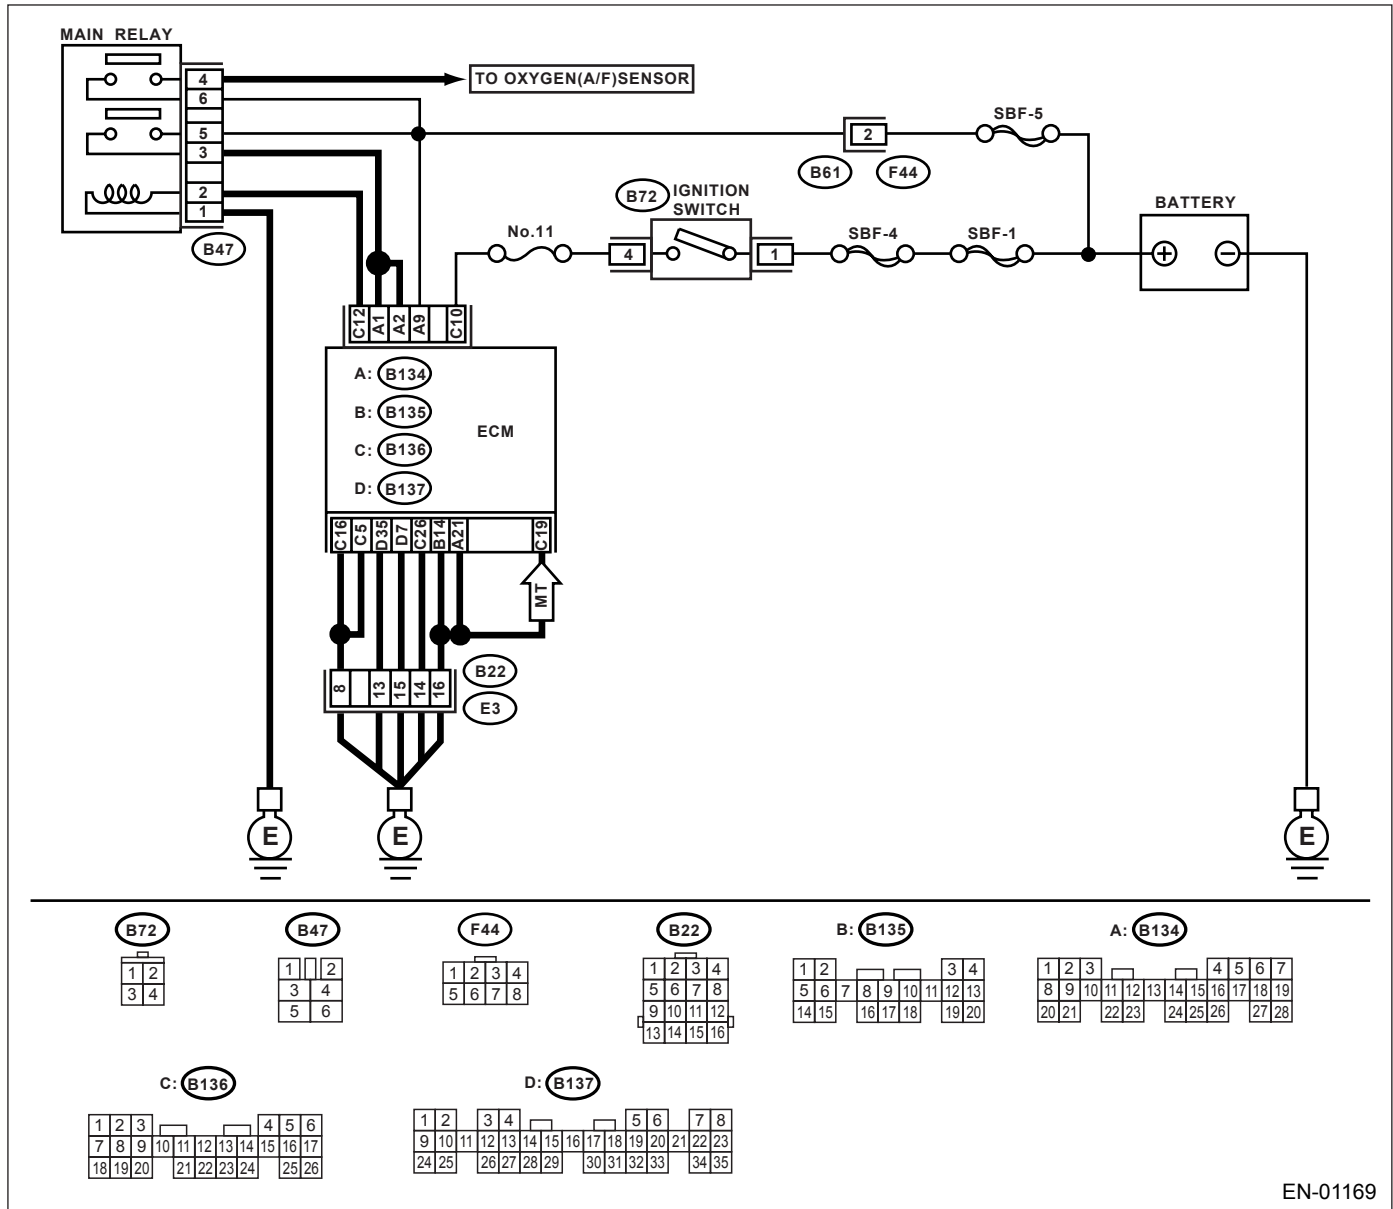 MAIN RELAY
4
TO OXYGEN(A/F)SENSOR
6
5
3
2
1
B47
2
SBF-5
B61
F44
B72
IGNITION
SWITCH
BATTERY
No.11
4
1
SBF-4
SBF-1
+
−
C12
A1
A2
A9
C10
A: B134
B: B135
C: B136
D: B137
ECM
C16
C5
D35
D7
C26
B14
A21
C19
MT
8
13
15
14
16
B22
E3
E
E
E
B72
1 2
3 4
B47
1 2
3 4
5 6
F44
1 2 3 4
5 6 7 8
B22
1 2 3 4
5 6 7 8
9 10 11 12
13 14 15 16
B: B135
1 2 3 4
5 6 7 8 9 10 11 12 13
14 15 16 17 18 19 20
A: B134
1 2 3 4 5 6 7
8 9 10 11 12 13 14 15 16 17 18 19
20 21 22 23 24 25 26 27 28
C: B136
1 2 3 4 5 6
7 8 9 10 11 12 13 14 15 16 17
18 19 20 21 22 23 24 25 26
D: B137
1 2 3 4 5 6 7 8
9 10 11 12 13 14 15 16 17 18 19 20 21 22 23
24 25 26 27 28 29 30 31 32 33 34 35
EN-01169